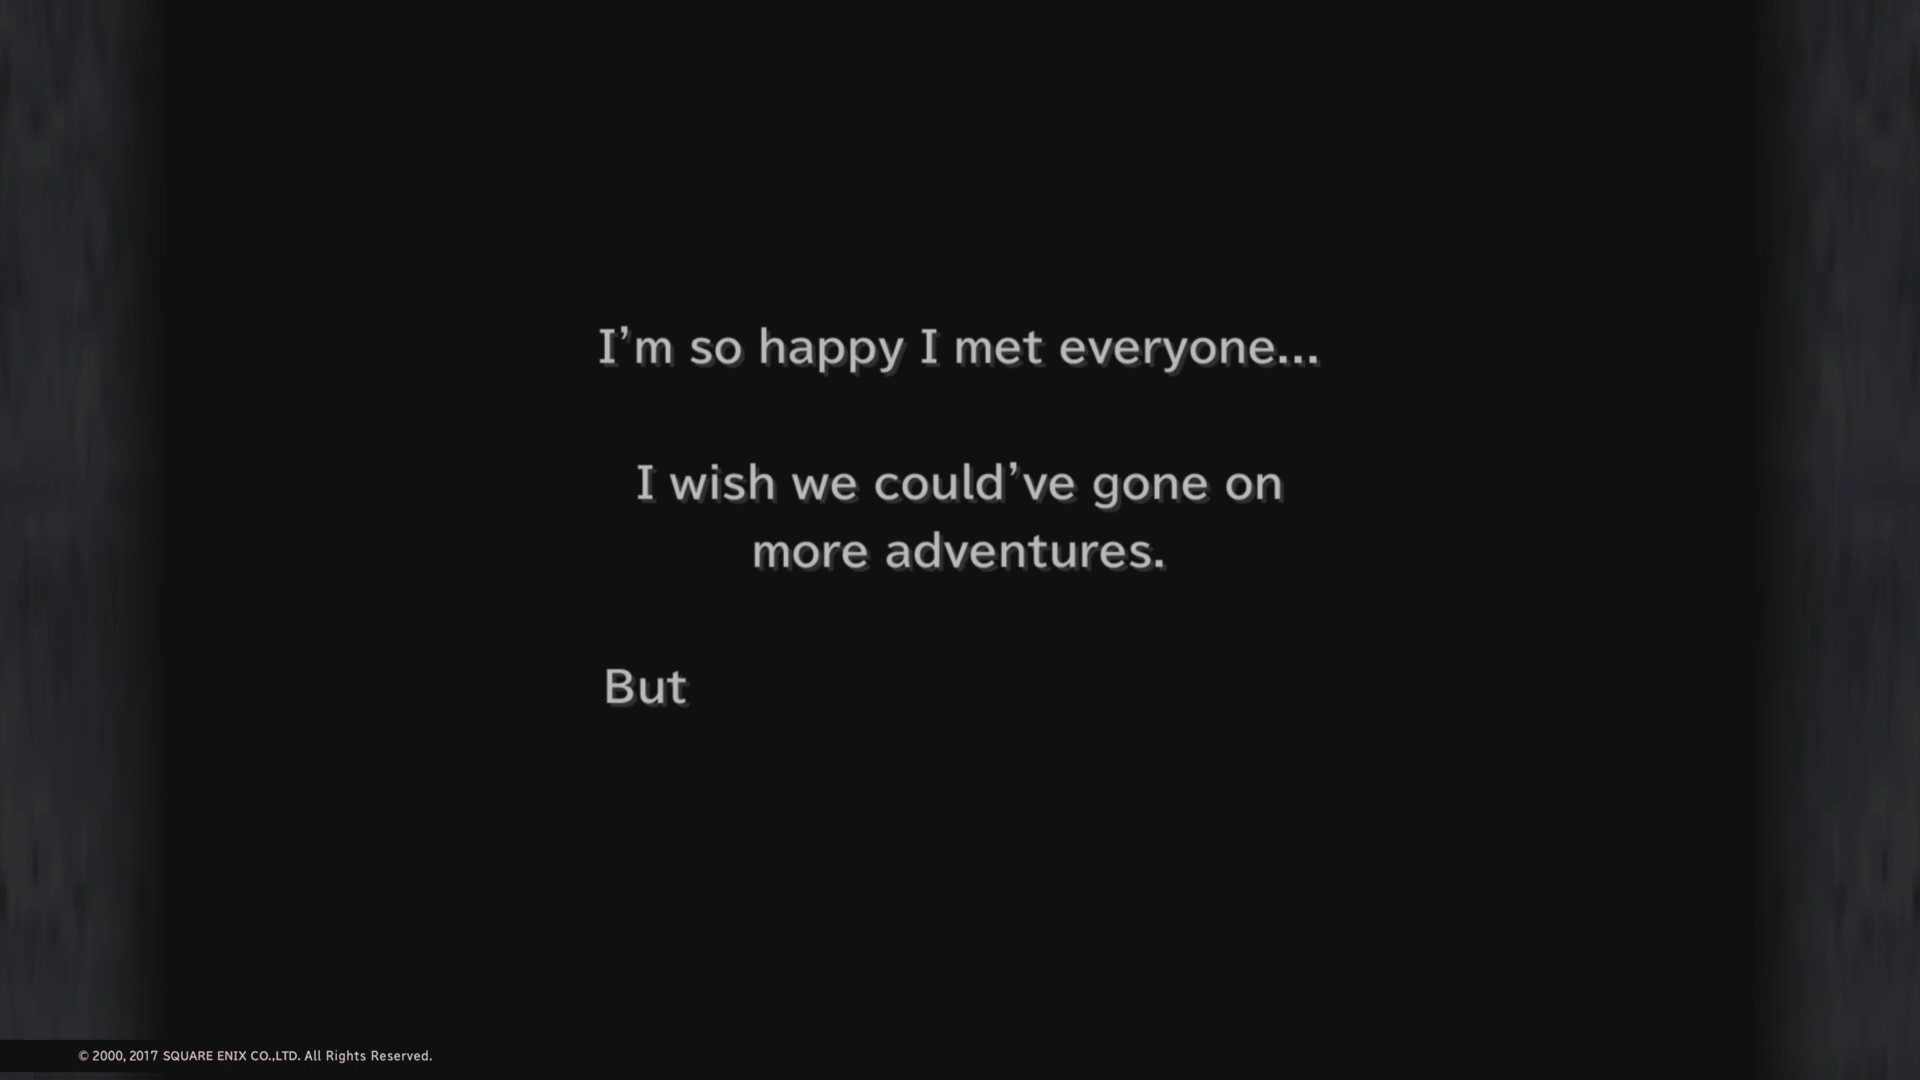 I’m so happy I met everyone...
I wish we could’ve gone on
more adventures.
But
© 2000, 2017 SQUARE ENIX CO.,LTD. All Rights Reserved.